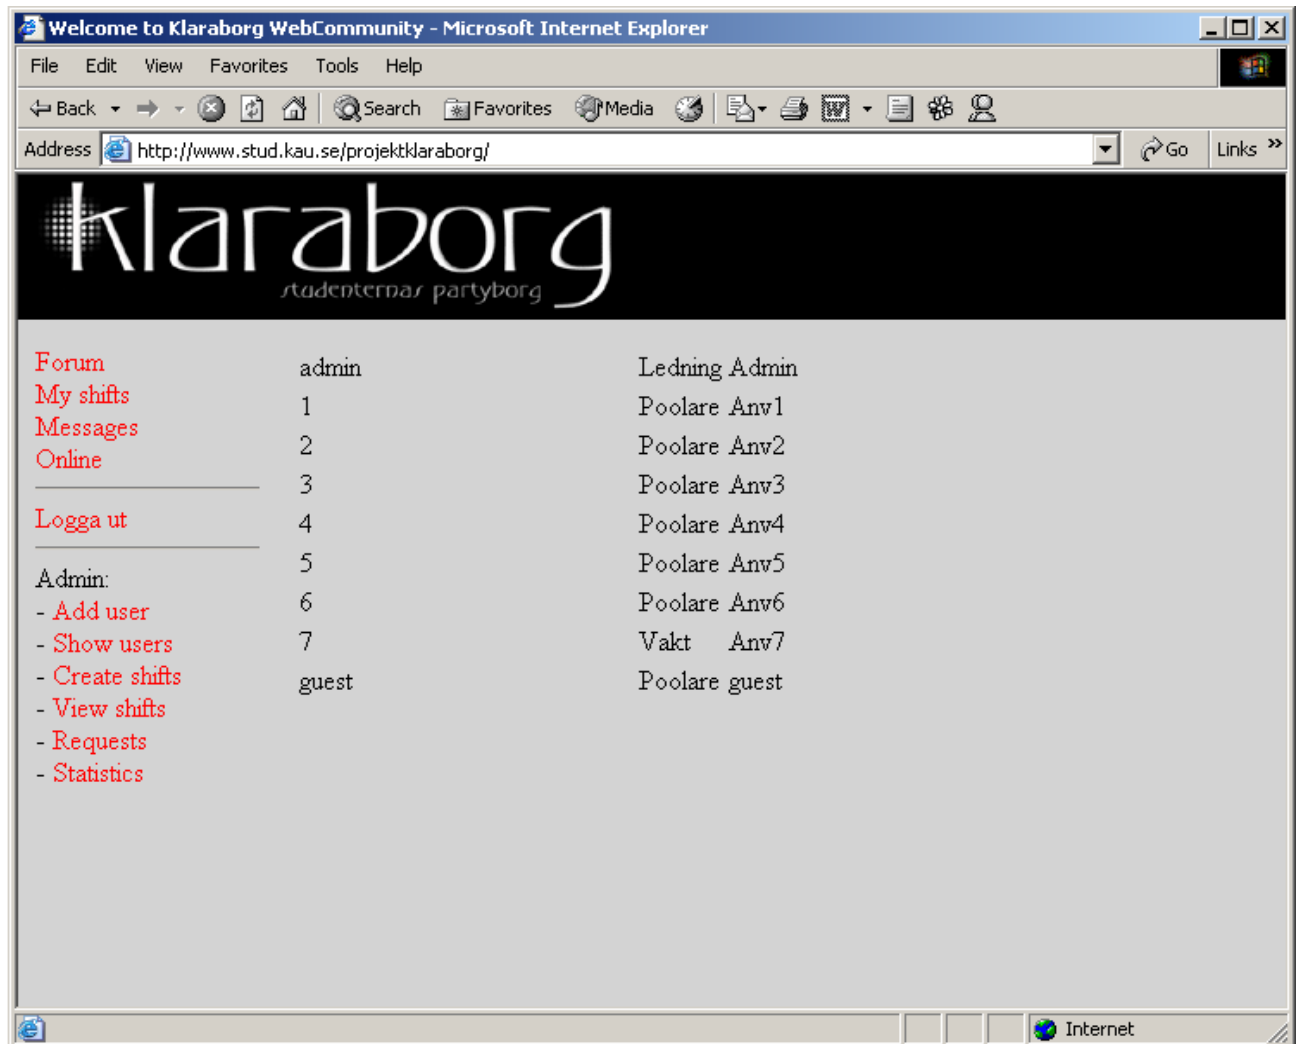 Welcome to Klaraborg WebCommunity - Microsoft Internet Explorer
File Edit View Favorites Tools Help
Back Search Favorites Media
Address http://www.stud.kau.se/projektklaraborg/ Go Links »
klaraborg
studenternas partyborg
Forum
My shifts
Messages
Online
Logga ut
Admin:
- Add user
- Show users
- Create shifts
- View shifts
- Requests
- Statistics
admin Ledning Admin
1 Poolare Anv1
2 Poolare Anv2
3 Poolare Anv3
4 Poolare Anv4
5 Poolare Anv5
6 Poolare Anv6
7 Vakt Anv7
guest Poolare guest
Internet